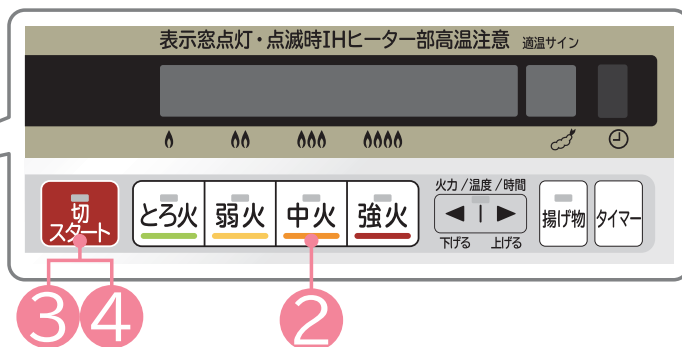 表示窓点灯・点滅時IHヒーター部高温注意 適温サイン
切
スタート
とろ火 弱火 中火 強火
火力/温度/時間
下げる 上げる
揚げ物 タイマー
3 4 2